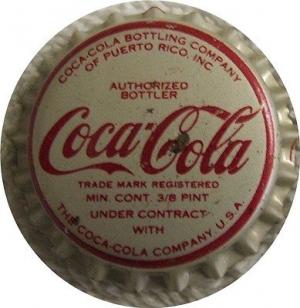 COCA-COLA BOTTLING COMPANY
OF PUERTO RICO, INC.
AUTHORIZED
BOTTLER
Coca-Cola
TRADE MARK REGISTERED
MIN. CONT. 3/8 PINT
UNDER CONTRACT
WITH
THE COCA-COLA COMPANY, U.S.A.